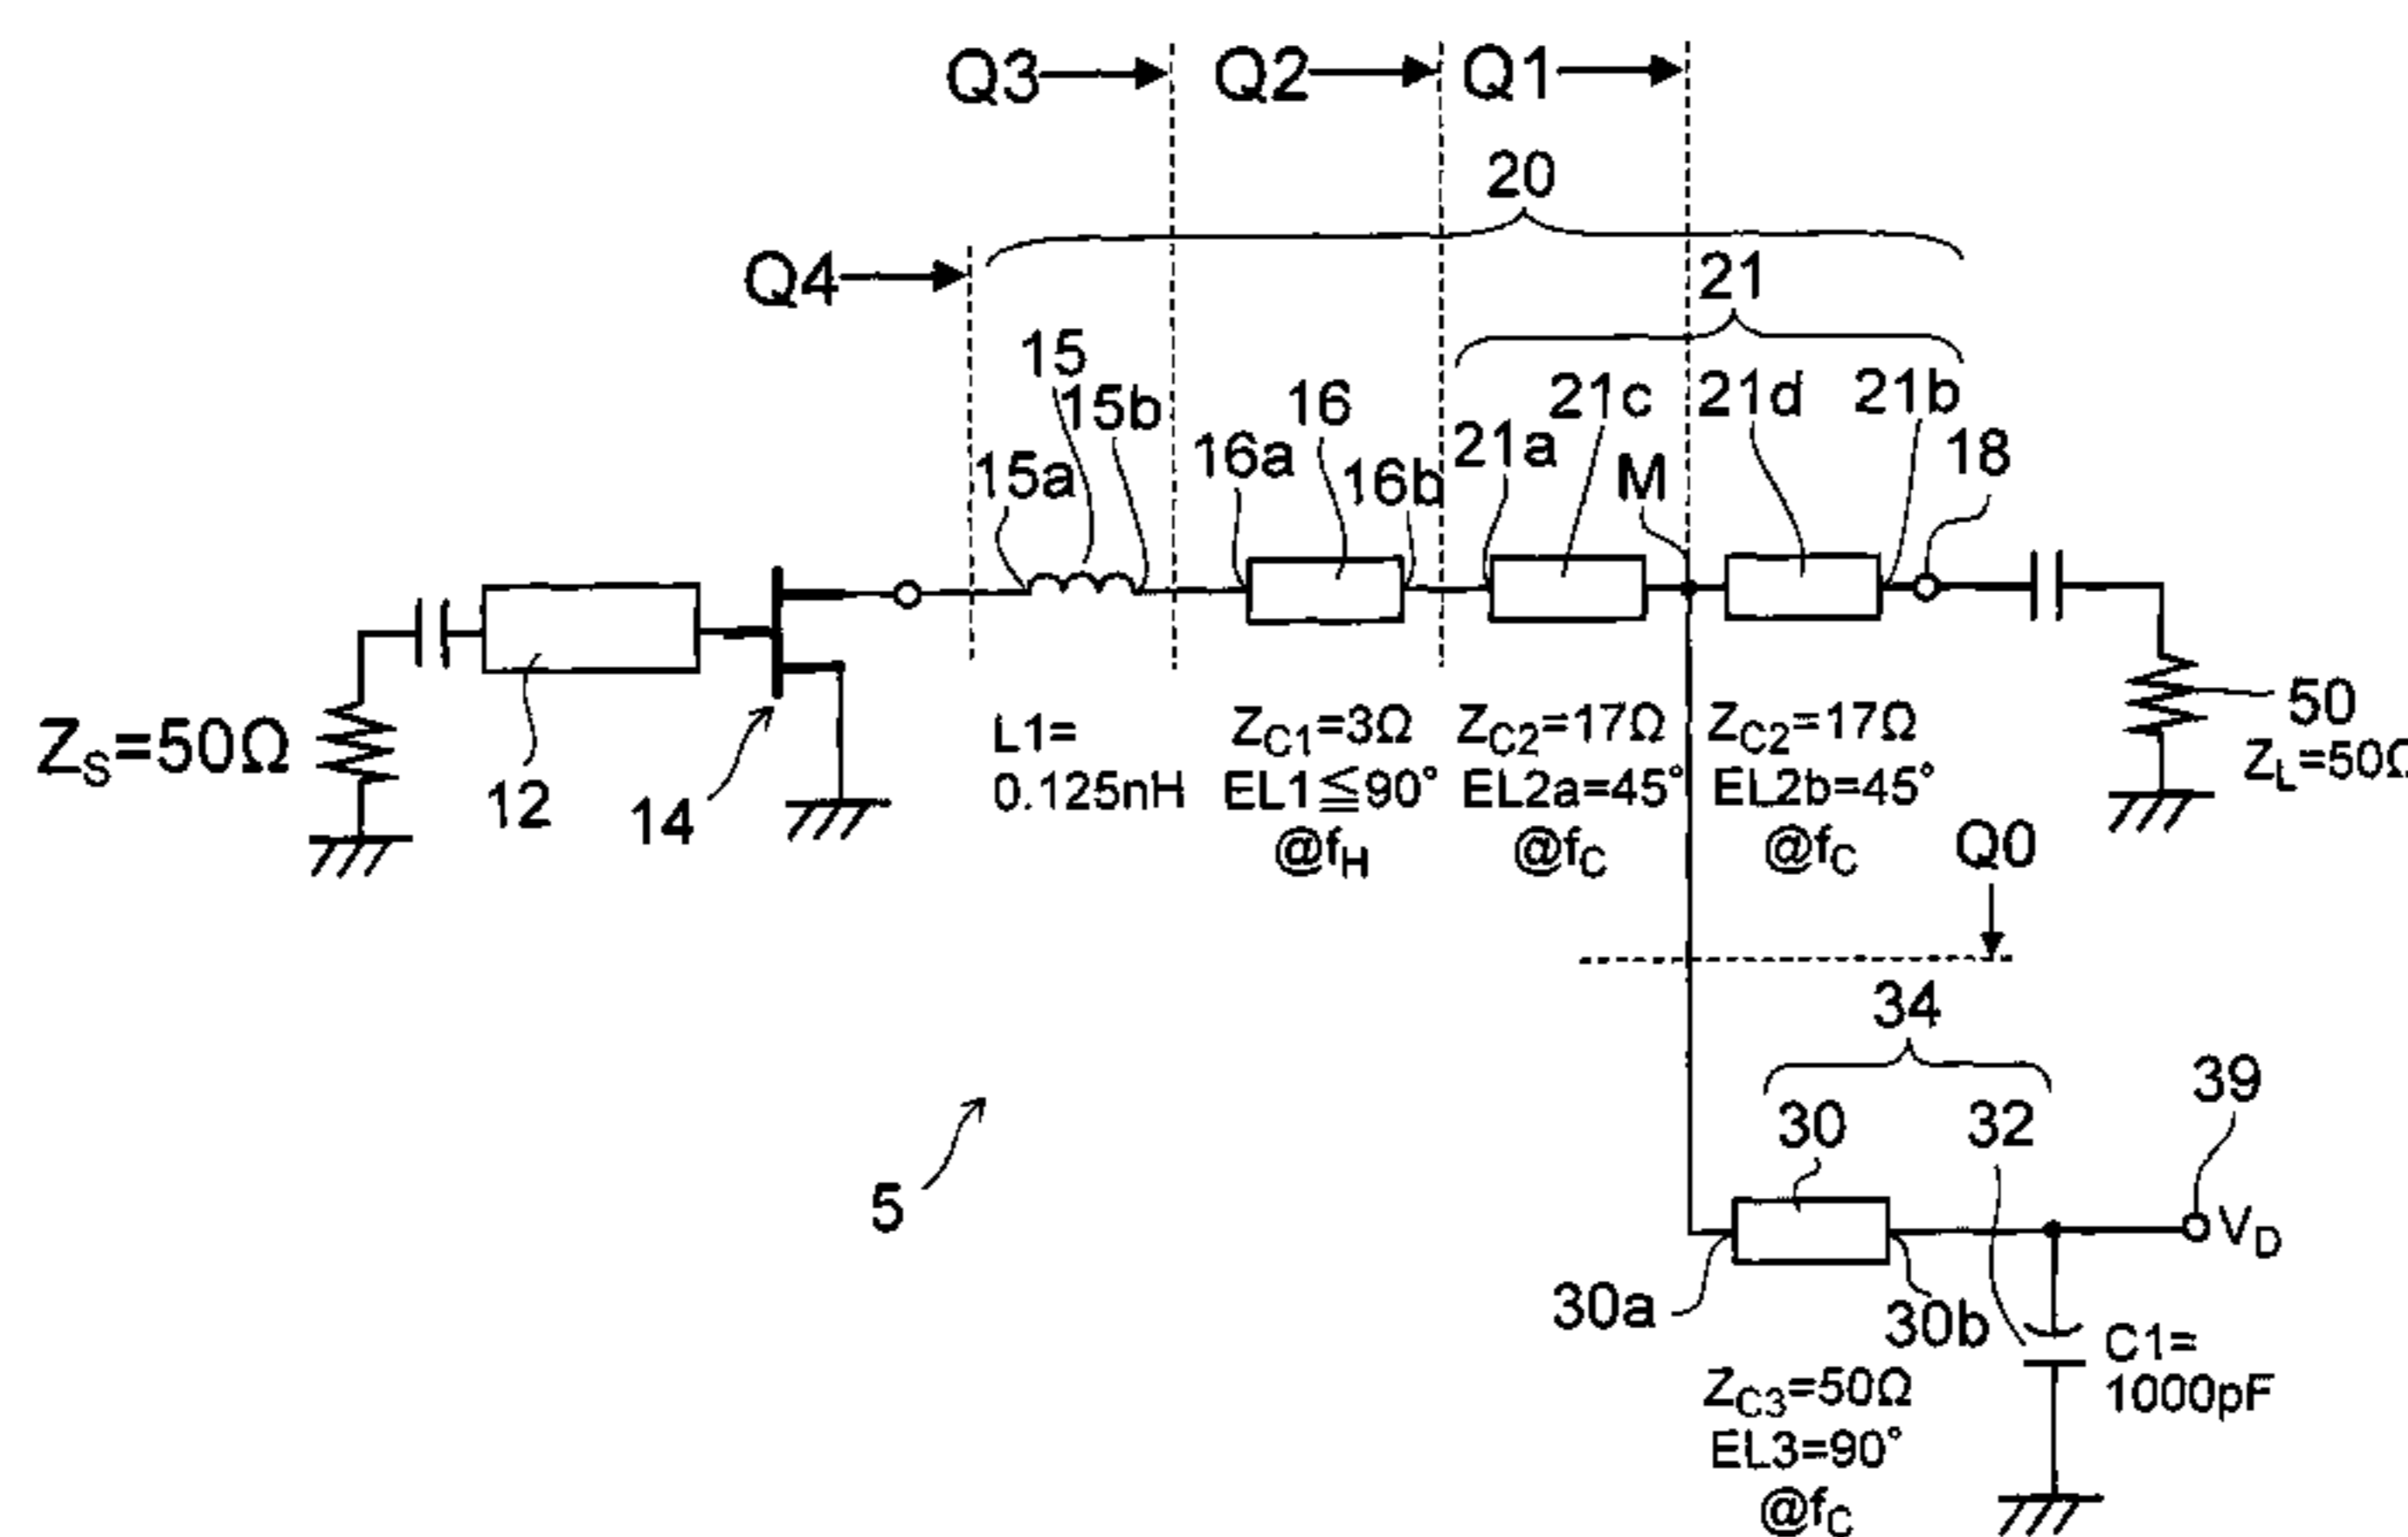 Q3
Q2
Q1
20
Q4
21
15
15b
16
21c
21d
21b
15a
16a
16b
21a
M
18
Z_S=50Ω
12
14
L1=
0.125nH
Z_C1=3Ω
EL1≦90°
@f_H
Z_C2=17Ω
EL2a=45°
@f_C
Z_C2=17Ω
EL2b=45°
@f_C
50
Z_L=50Ω
Q0
34
30
32
39
5
V_D
30a
30b
C1=
1000pF
Z_C3=50Ω
EL3=90°
@f_C